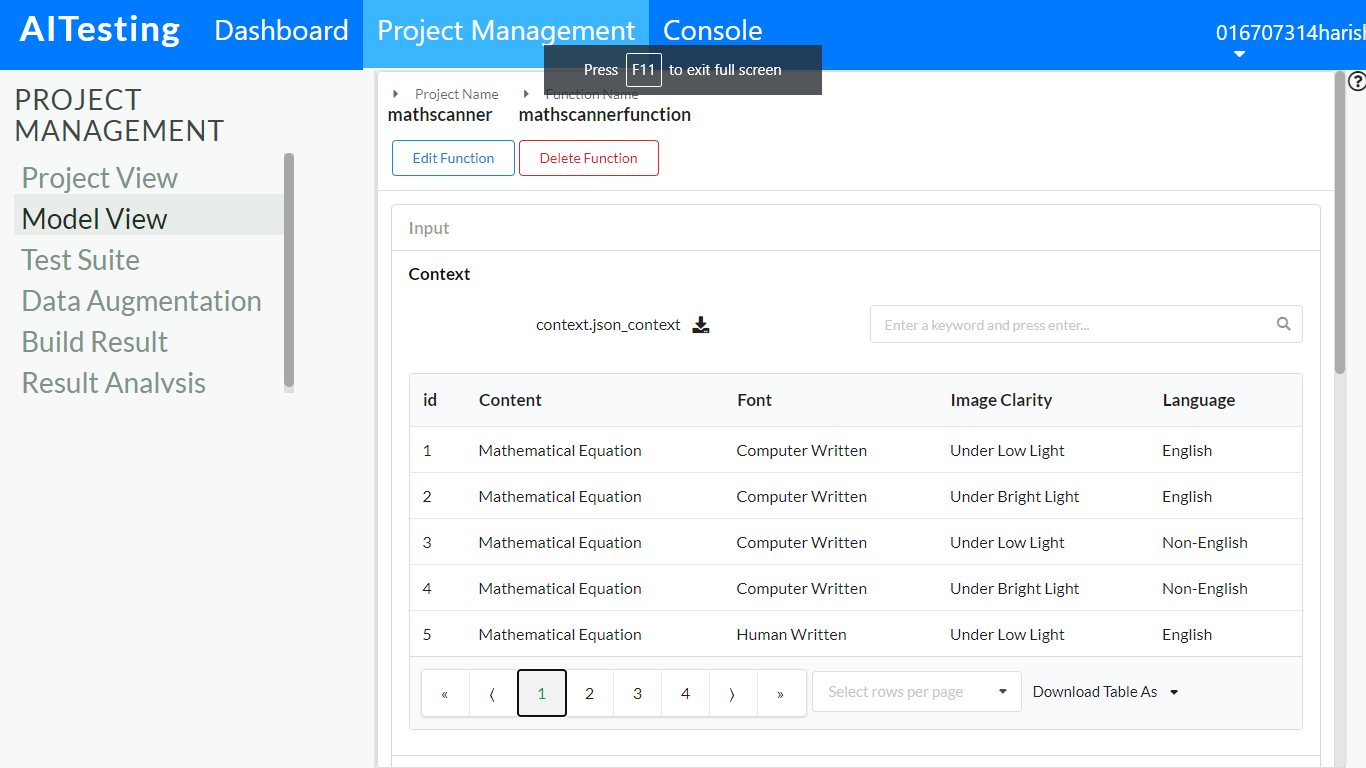 AITesting Dashboard Project Management Console 016707314haris
Press F11 to exit full screen
PROJECT
MANAGEMENT
Project View
Model View
Test Suite
Data Augmentation
Build Result
Result Analysis
Project Name Function Name
mathscanner mathscannerfunction
Edit Function Delete Function
Input
Context
context.json_context Enter a keyword and press enter...
id Content Font Image Clarity Language
1 Mathematical Equation Computer Written Under Low Light English
2 Mathematical Equation Computer Written Under Bright Light English
3 Mathematical Equation Computer Written Under Low Light Non-English
4 Mathematical Equation Computer Written Under Bright Light Non-English
5 Mathematical Equation Human Written Under Low Light English
« ⟨ 1 2 3 4 ⟩ » Select rows per page Download Table As